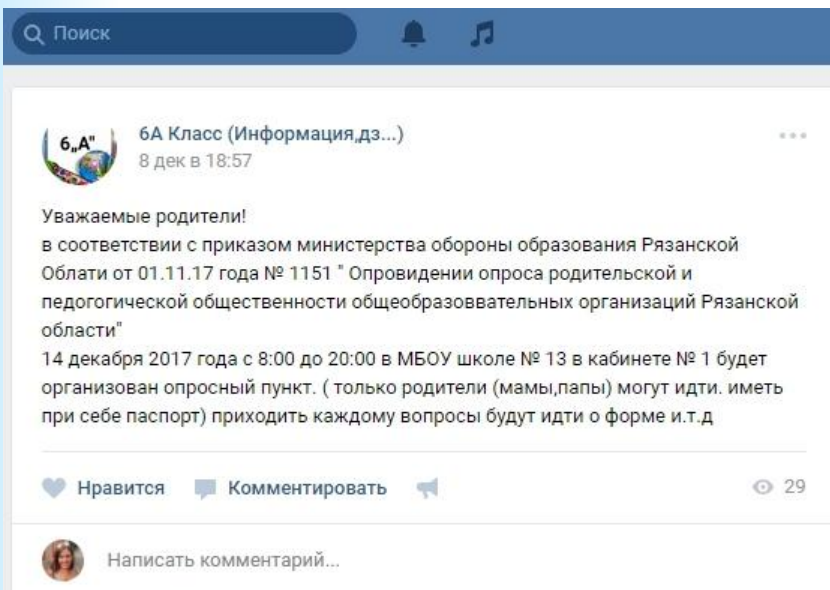 Поиск
6„А"
6А Класс (Информация,дз...)
8 дек в 18:57
Уважаемые родители!
в соответствии с приказом министерства обороны образования Рязанской
Облати от 01.11.17 года № 1151 " Опровидении опроса родительской и
педогогической общественности общеобразоввательных организаций Рязанской
области"
14 декабря 2017 года с 8:00 до 20:00 в МБОУ школе № 13 в кабинете № 1 будет
организован опросный пункт. ( только родители (мамы,папы) могут идти. иметь
при себе паспорт) приходить каждому вопросы будут идти о форме и.т.д
Нравится Комментировать 29
Написать комментарий...